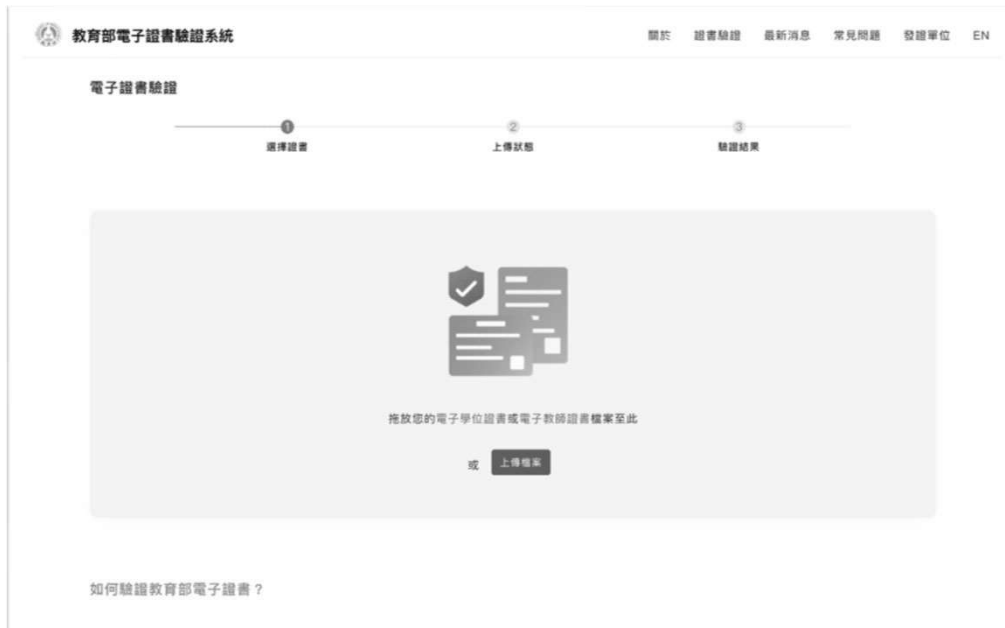 教育部電子證書驗證系統
關於 證書驗證 最新消息 常見問題 發證單位 EN
電子證書驗證
1 2 3
選擇證書 上傳狀態 驗證結果
拖放您的電子學位證書或電子教師證書檔案至此
或 上傳檔案
如何驗證教育部電子證書？